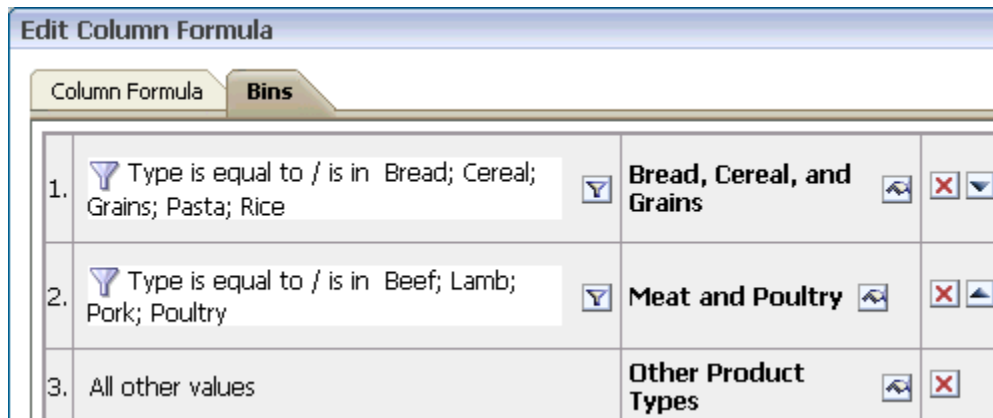 Edit Column Formula
Column Formula
Bins
1.
Type is equal to / is in Bread; Cereal;
Grains; Pasta; Rice
Bread, Cereal, and
Grains
2.
Type is equal to / is in Beef; Lamb;
Pork; Poultry
Meat and Poultry
3.
All other values
Other Product
Types